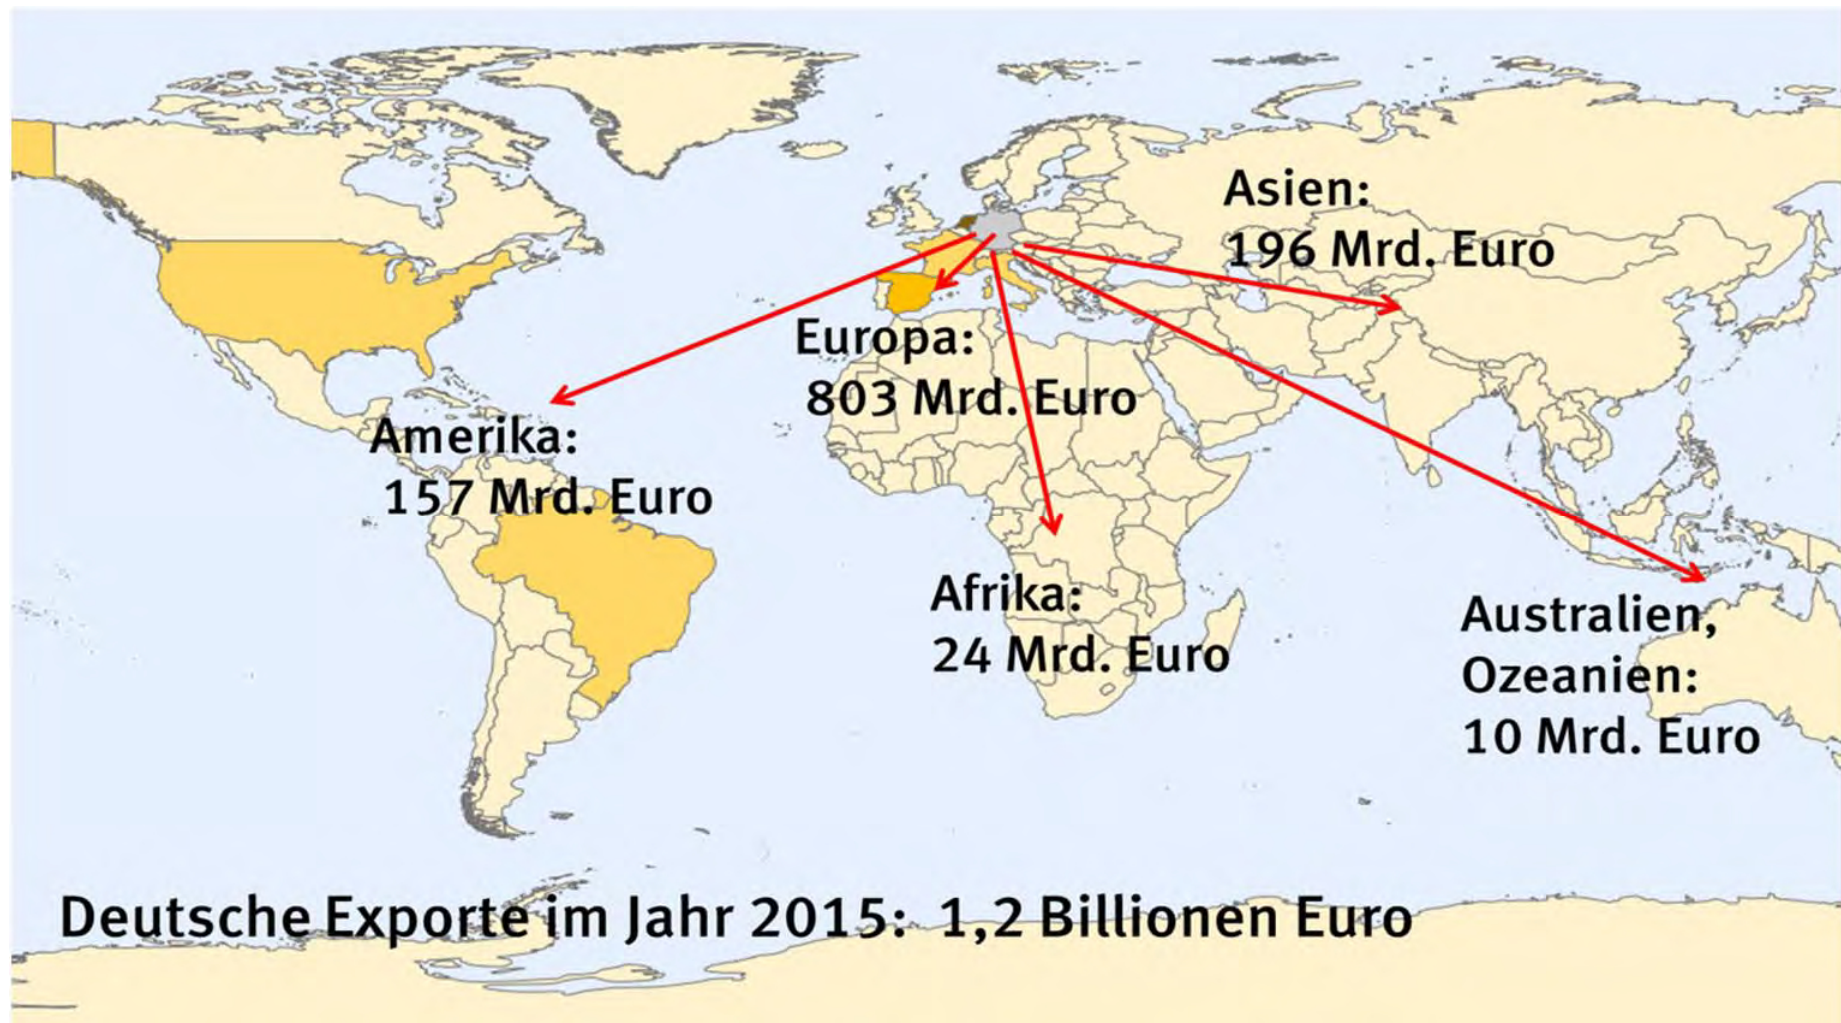 Asien:
196 Mrd. Euro
Europa:
803 Mrd. Euro
Amerika:
157 Mrd. Euro
Afrika:
24 Mrd. Euro
Australien,
Ozeanien:
10 Mrd. Euro
Deutsche Exporte im Jahr 2015: 1,2 Billionen Euro